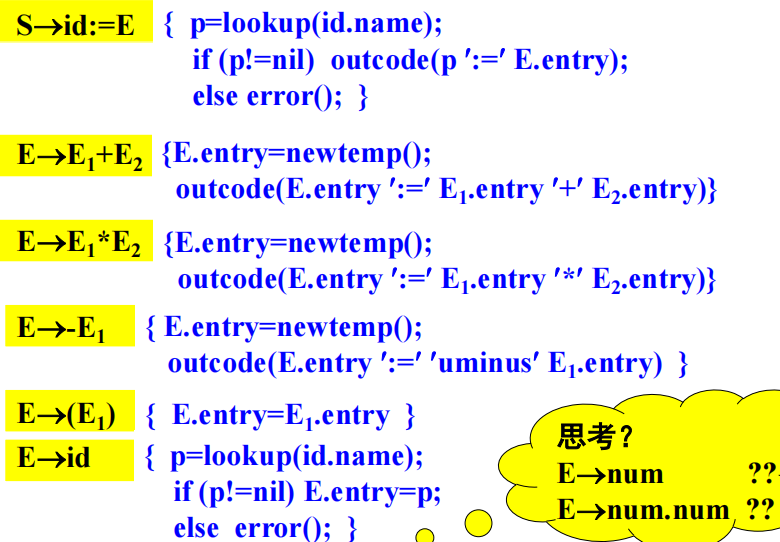 S→id:=E { p=lookup(id.name);
if (p!=nil) outcode(p ′:=′ E.entry);
else error(); }
E→E₁+E₂ {E.entry=newtemp();
outcode(E.entry ′:=′ E₁.entry ′+′ E₂.entry)}
E→E₁*E₂ {E.entry=newtemp();
outcode(E.entry ′:=′ E₁.entry ′*′ E₂.entry)}
E→-E₁ { E.entry=newtemp();
outcode(E.entry ′:=′ ′uminus′ E₁.entry) }
E→(E₁) { E.entry=E₁.entry }
E→id { p=lookup(id.name);
if (p!=nil) E.entry=p;
else error(); }
思考?
E→num ??
E→num.num ??